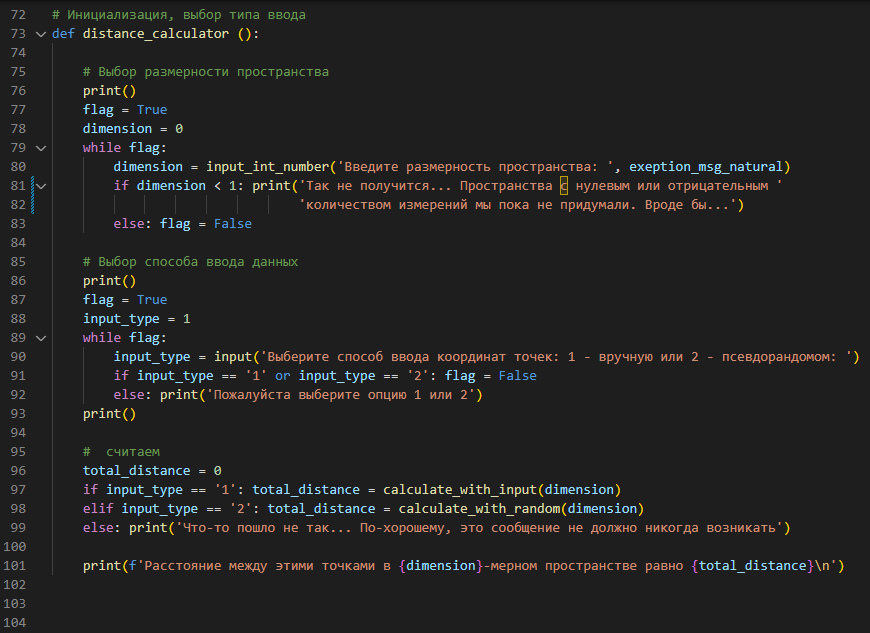 72 # Инициализация, выбор типа ввода
73 def distance_calculator ():
74
75     # Выбор размерности пространства
76     print()
77     flag = True
78     dimension = 0
79     while flag:
80         dimension = input_int_number('Введите размерность пространства: ', exeption_msg_natural)
81         if dimension < 1: print('Так не получится... Пространства с нулевым или отрицательным '
82                                 'количеством измерений мы пока не придумали. Вроде бы...')
83         else: flag = False
84
85     # Выбор способа ввода данных
86     print()
87     flag = True
88     input_type = 1
89     while flag:
90         input_type = input('Выберите способ ввода координат точек: 1 - вручную или 2 - псевдорандомом: ')
91         if input_type == '1' or input_type == '2': flag = False
92         else: print('Пожалуйста выберите опцию 1 или 2')
93     print()
94
95     #  считаем
96     total_distance = 0
97     if input_type == '1': total_distance = calculate_with_input(dimension)
98     elif input_type == '2': total_distance = calculate_with_random(dimension)
99     else: print('Что-то пошло не так... По-хорошему, это сообщение не должно никогда возникать')
100
101     print(f'Расстояние между этими точками в {dimension}-мерном пространстве равно {total_distance}\n')
102
103
104